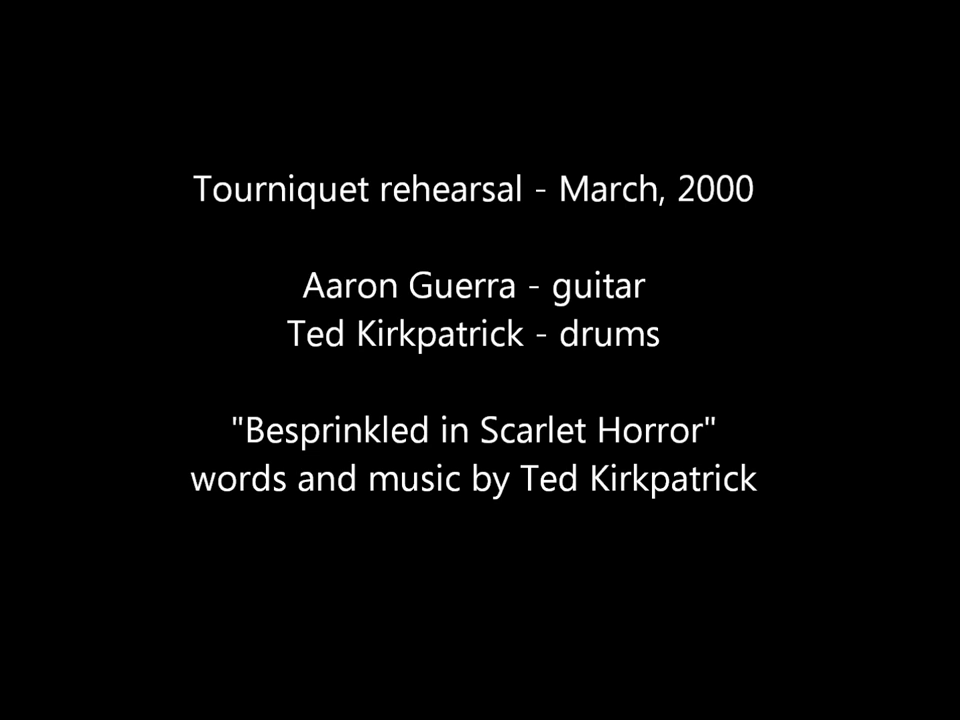 Tourniquet rehearsal - March, 2000
Aaron Guerra - guitar
Ted Kirkpatrick - drums
"Besprinkled in Scarlet Horror"
words and music by Ted Kirkpatrick